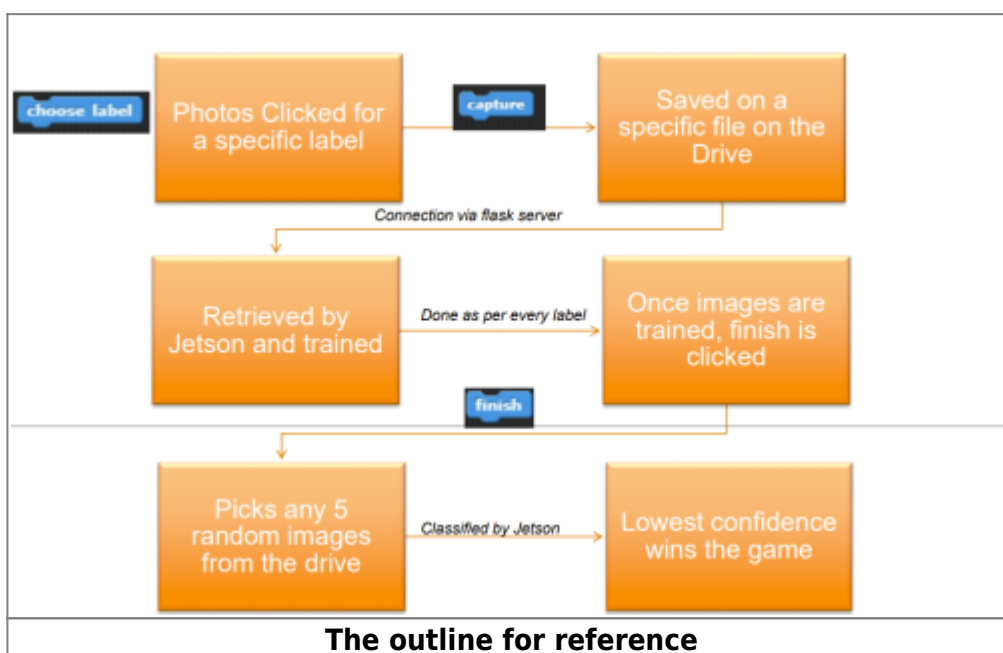 choose label
Photos Clicked for
a specific label
capture
Saved on a
specific file on the
Drive
Connection via flask server
Retrieved by
Jetson and trained
Done as per every label
Once images are
trained, finish is
clicked
finish
Picks any 5
random images
from the drive
Classified by Jetson
Lowest confidence
wins the game
The outline for reference